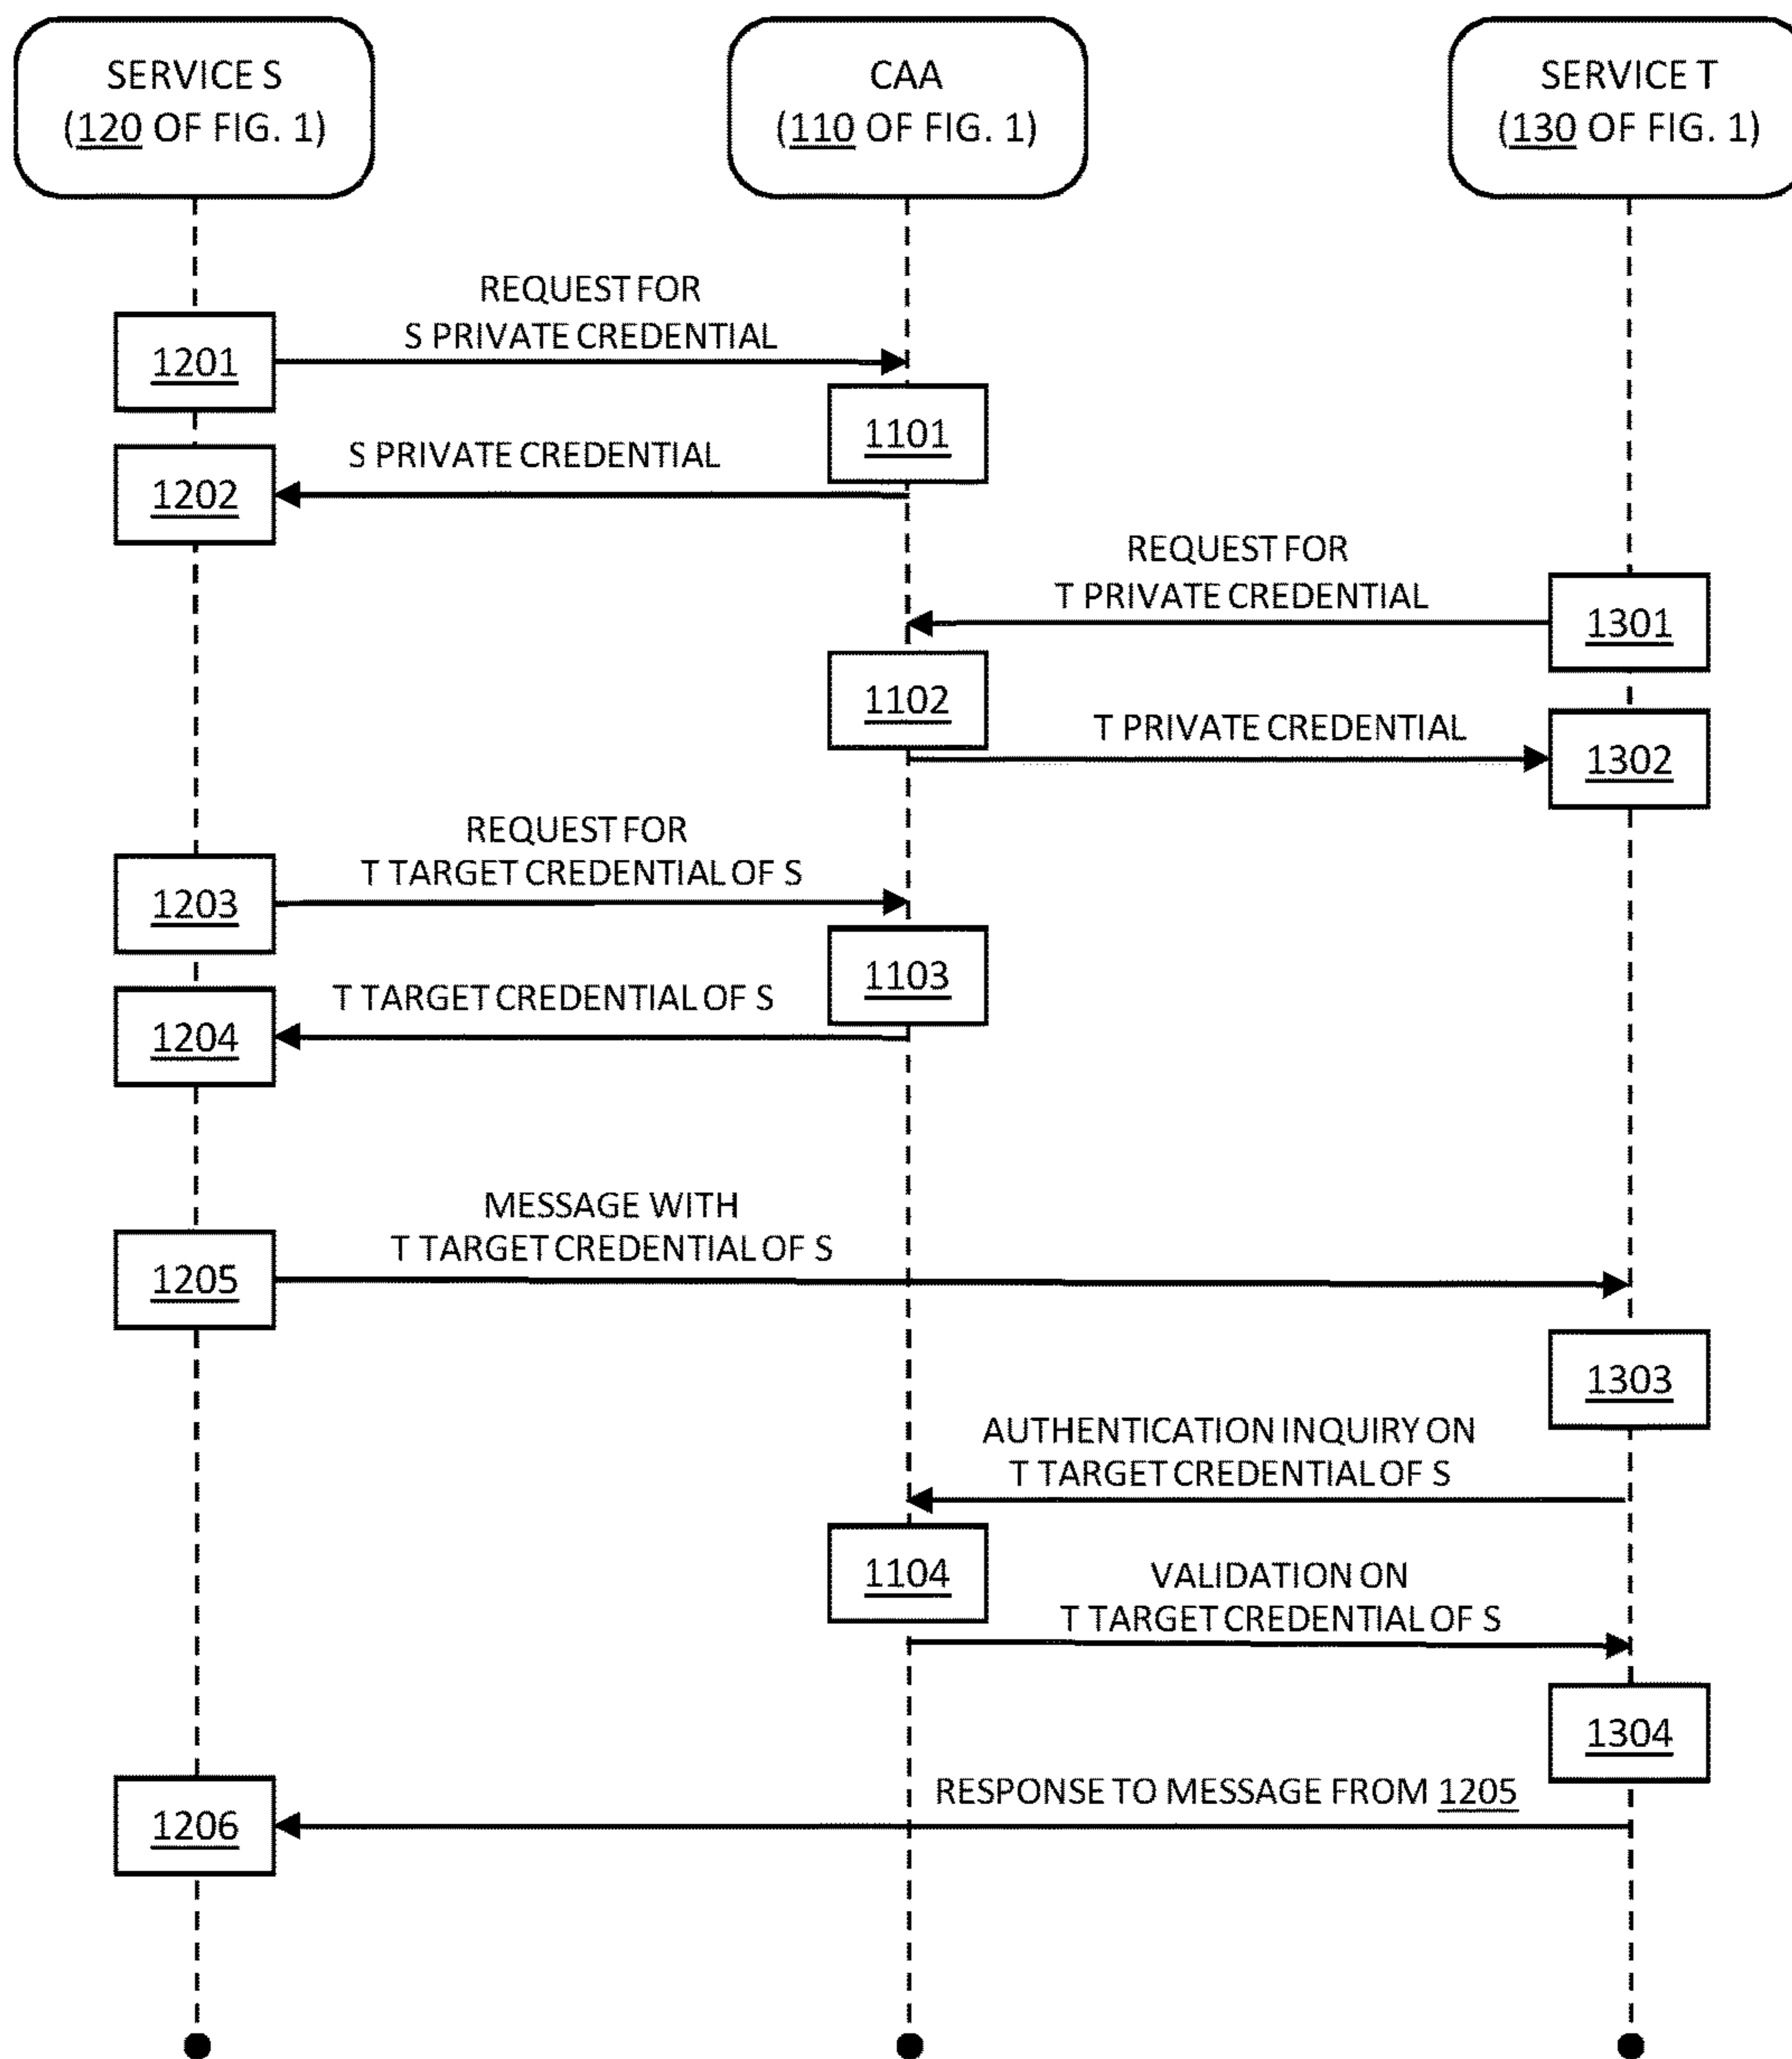 SERVICE S
(120 OF FIG. 1)
CAA
(110 OF FIG. 1)
SERVICE T
(130 OF FIG. 1)
REQUEST FOR
S PRIVATE CREDENTIAL
1201
1101
S PRIVATE CREDENTIAL
1202
REQUEST FOR
T PRIVATE CREDENTIAL
1301
1102
T PRIVATE CREDENTIAL
1302
REQUEST FOR
T TARGET CREDENTIAL OF S
1203
1103
T TARGET CREDENTIAL OF S
1204
MESSAGE WITH
T TARGET CREDENTIAL OF S
1205
1303
AUTHENTICATION INQUIRY ON
T TARGET CREDENTIAL OF S
1104
VALIDATION ON
T TARGET CREDENTIAL OF S
1304
RESPONSE TO MESSAGE FROM 1205
1206